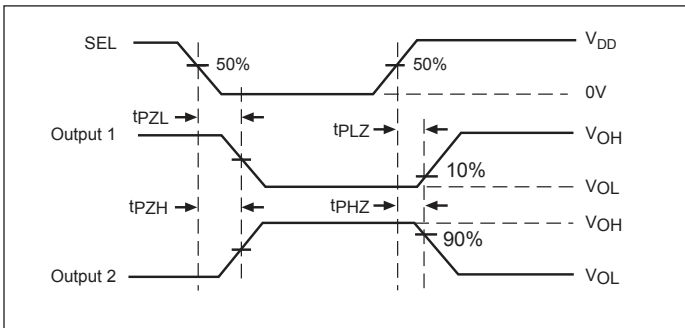 SEL
50%
50%
VDD
0V
tPZL
tPLZ
Output 1
VOH
10%
VOL
tPZH
tPHZ
VOH
90%
Output 2
VOL